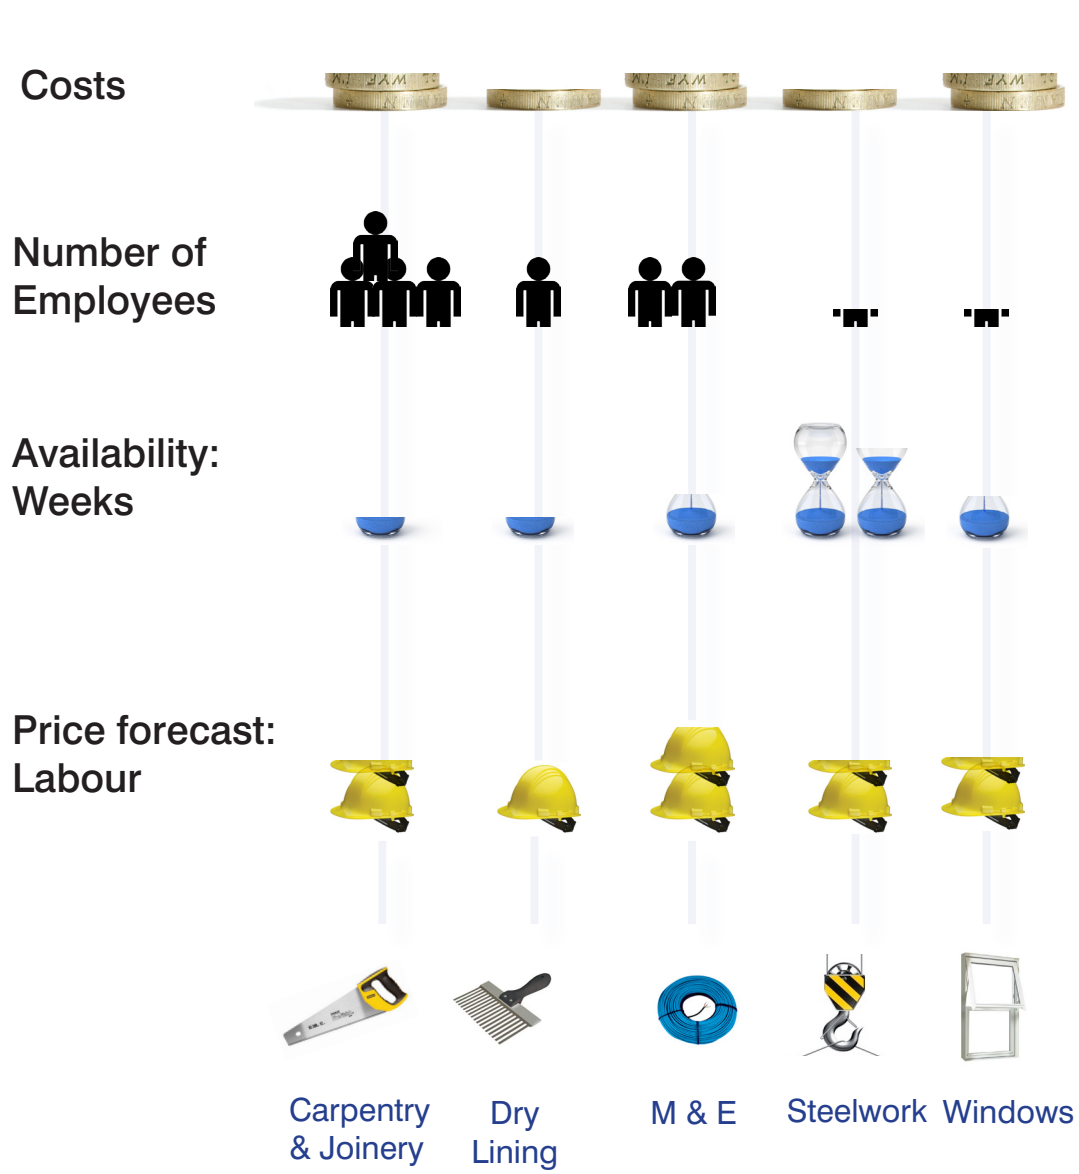 Costs
Number of
Employees
Availability:
Weeks
Price forecast:
Labour
Carpentry
& Joinery
Dry
Lining
M & E
Steelwork
Windows